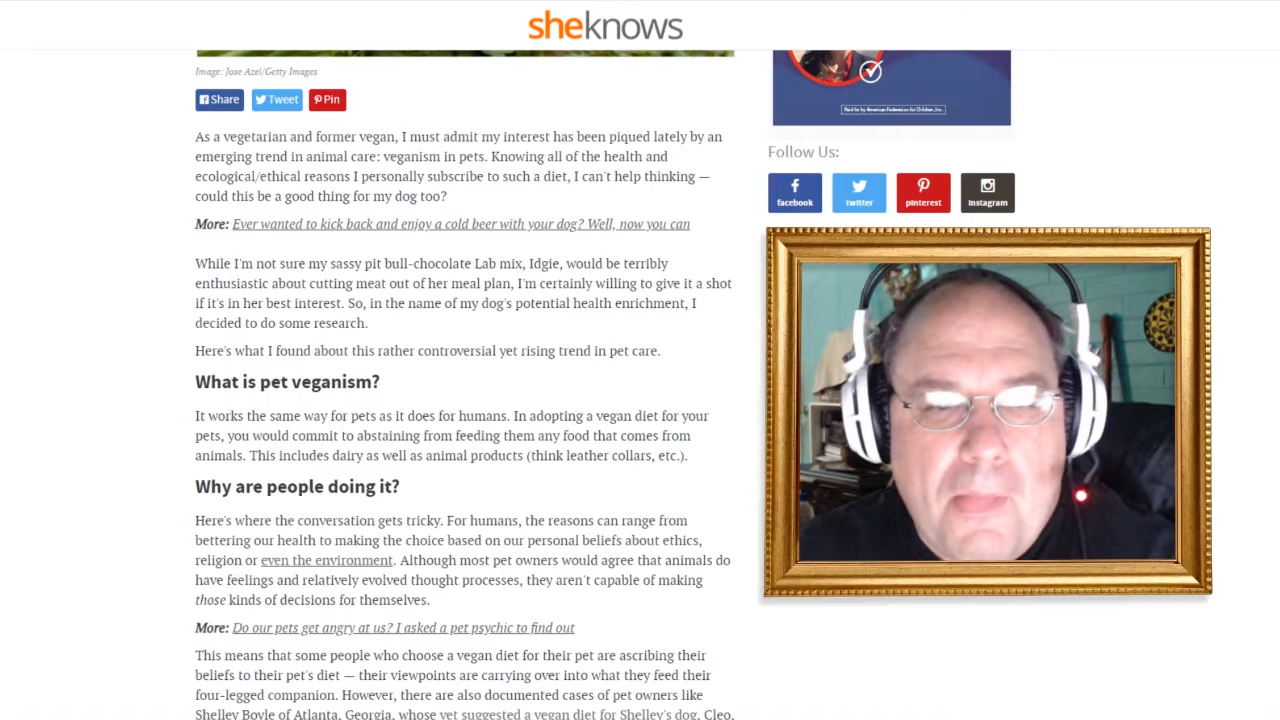 sheknows
Image: Jose Azel/Getty Images
Share
Tweet
Pin
As a vegetarian and former vegan, I must admit my interest has been piqued lately by an
emerging trend in animal care: veganism in pets. Knowing all of the health and
ecological/ethical reasons I personally subscribe to such a diet, I can't help thinking —
could this be a good thing for my dog too?
More: Ever wanted to kick back and enjoy a cold beer with your dog? Well, now you can
While I'm not sure my sassy pit bull-chocolate Lab mix, Idgie, would be terribly
enthusiastic about cutting meat out of her meal plan, I'm certainly willing to give it a shot
if it's in her best interest. So, in the name of my dog's potential health enrichment, I
decided to do some research.
Here's what I found about this rather controversial yet rising trend in pet care.
What is pet veganism?
It works the same way for pets as it does for humans. In adopting a vegan diet for your
pets, you would commit to abstaining from feeding them any food that comes from
animals. This includes dairy as well as animal products (think leather collars, etc.).
Why are people doing it?
Here's where the conversation gets tricky. For humans, the reasons can range from
bettering our health to making the choice based on our personal beliefs about ethics,
religion or even the environment. Although most pet owners would agree that animals do
have feelings and relatively evolved thought processes, they aren't capable of making
those kinds of decisions for themselves.
More: Do our pets get angry at us? I asked a pet psychic to find out
This means that some people who choose a vegan diet for their pet are ascribing their
beliefs to their pet's diet — their viewpoints are carrying over into what they feed their
four-legged companion. However, there are also documented cases of pet owners like
Shelley Boyle of Atlanta, Georgia, whose vet suggested a vegan diet for Shelley's dog, Cleo,
Paid for by American Federation for Children, Inc.
Follow Us:
facebook
twitter
pinterest
instagram